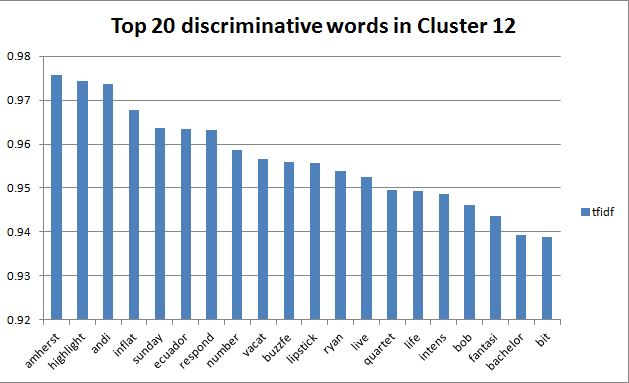 Top 20 discriminative words in Cluster 12
0.98
0.97
0.96
0.95
0.94
0.93
0.92
amherst
highlight
andi
inflat
sunday
ecuador
respond
number
vacat
buzzfe
lipstick
ryan
live
quartet
life
intens
bob
fantasi
bachelor
bit
tfidf